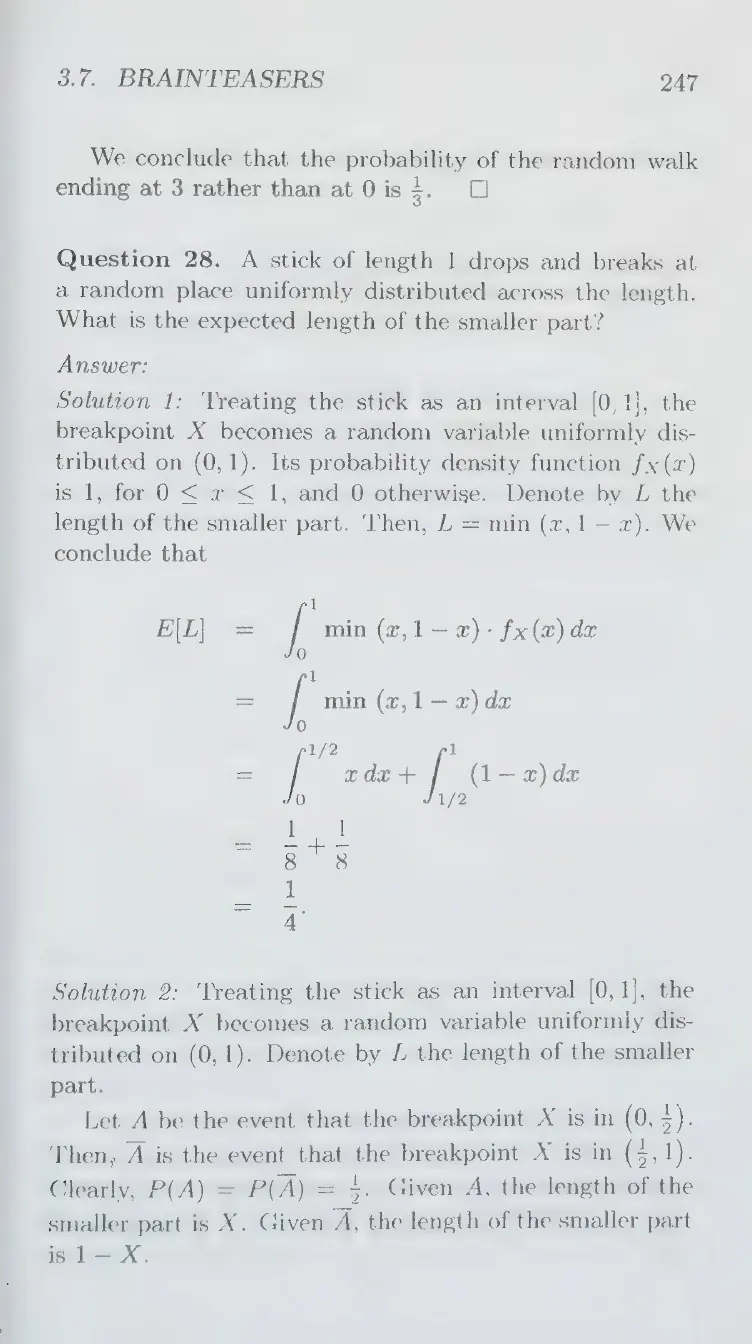 3.7. BRAINTEASERS 247
We conclude that the probability of the random walk
ending at 3 rather than at 0 is 1/3. □
Question 28. A stick of length 1 drops and breaks at
a random place uniformly distributed across the length.
What is the expected length of the smaller part?
Answer:
Solution 1: Treating the stick as an interval [0, 1], the
breakpoint X becomes a random variable uniformly dis-
tributed on (0, 1). Its probability density function f_X(x)
is 1, for 0 ≤ x ≤ 1, and 0 otherwise. Denote by L the
length of the smaller part. Then, L = min (x, 1 − x). We
conclude that
E[L] = ∫_0^1 min (x, 1 − x) · f_X(x) dx
= ∫_0^1 min (x, 1 − x) dx
= ∫_0^{1/2} x dx + ∫_{1/2}^1 (1 − x) dx
= 1/8 + 1/8
= 1/4.
Solution 2: Treating the stick as an interval [0, 1], the
breakpoint X becomes a random variable uniformly dis-
tributed on (0, 1). Denote by L the length of the smaller
part.
Let A be the event that the breakpoint X is in (0, 1/2).
Then, A̅ is the event that the breakpoint X is in (1/2, 1).
Clearly, P(A) = P(A̅) = 1/2. Given A, the length of the
smaller part is X. Given A̅, the length of the smaller part
is 1 − X.